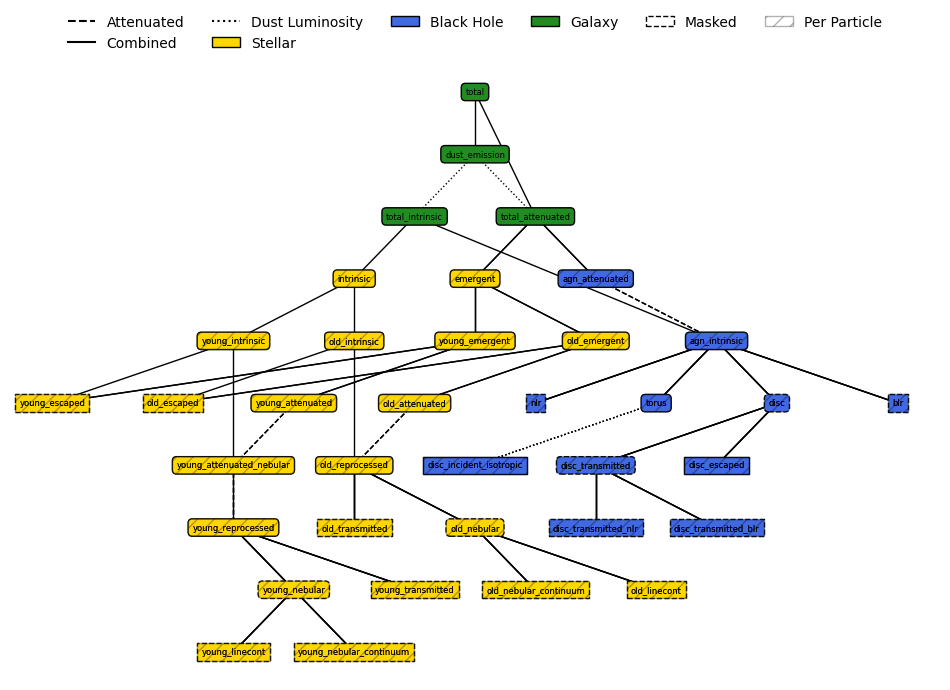 Attenuated Dust Luminosity Black Hole Galaxy Masked Per Particle
Combined Stellar
total
dust_emission
total_intrinsic total_attenuated
intrinsic emergent agn_attenuated
young_intrinsic old_intrinsic young_emergent old_emergent agn_intrinsic
young_escaped old_escaped young_attenuated old_attenuated nlr torus disc blr
young_attenuated_nebular old_reprocessed disc_incident_isotropic disc_transmitted disc_escaped
young_reprocessed old_transmitted old_nebular disc_transmitted_nlr disc_transmitted_blr
young_nebular young_transmitted old_nebular_continuum old_linecont
young_linecont young_nebular_continuum